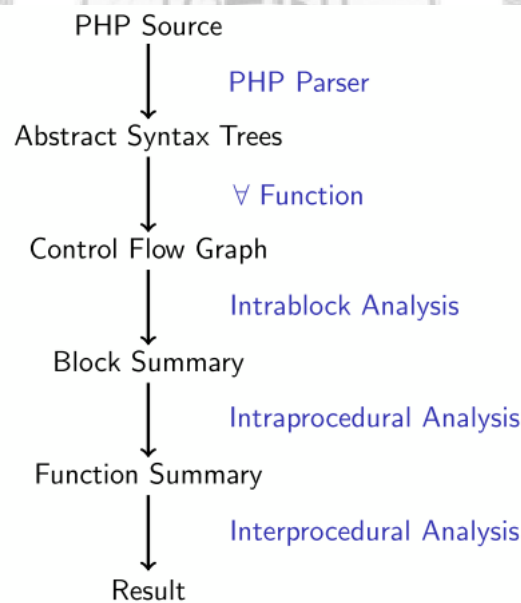 PHP Source
PHP Parser
Abstract Syntax Trees
∀ Function
Control Flow Graph
Intrablock Analysis
Block Summary
Intraprocedural Analysis
Function Summary
Interprocedural Analysis
Result